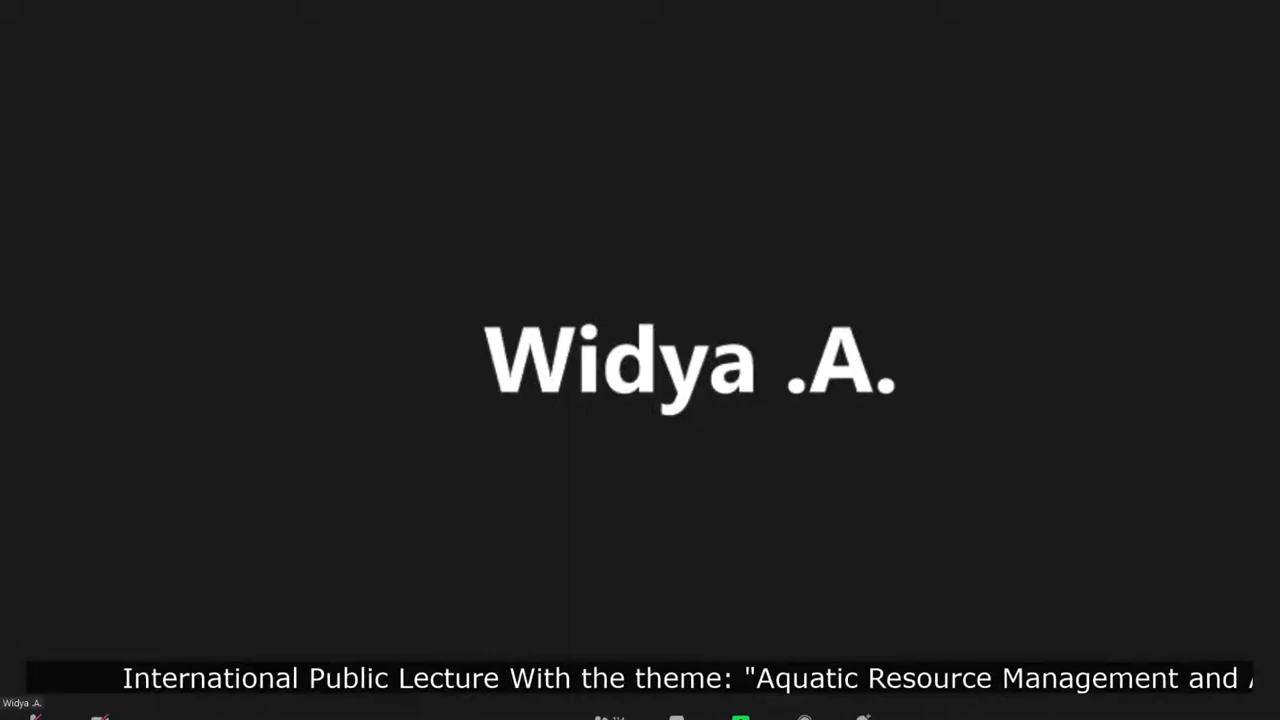 Widya .A.
International Public Lecture With the theme: "Aquatic Resource Management and
Widya .A.